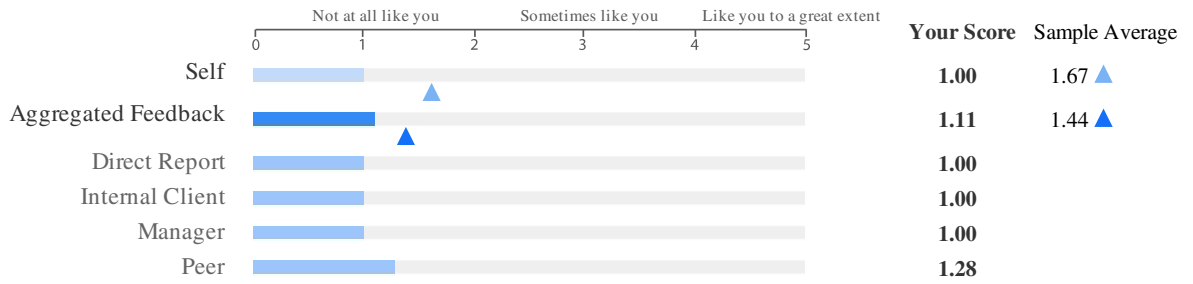 Not at all like you Sometimes like you Like you to a great extent
Your Score Sample Average
0 1 2 3 4 5
Self 1.00 1.67
Aggregated Feedback 1.11 1.44
Direct Report 1.00
Internal Client 1.00
Manager 1.00
Peer 1.28